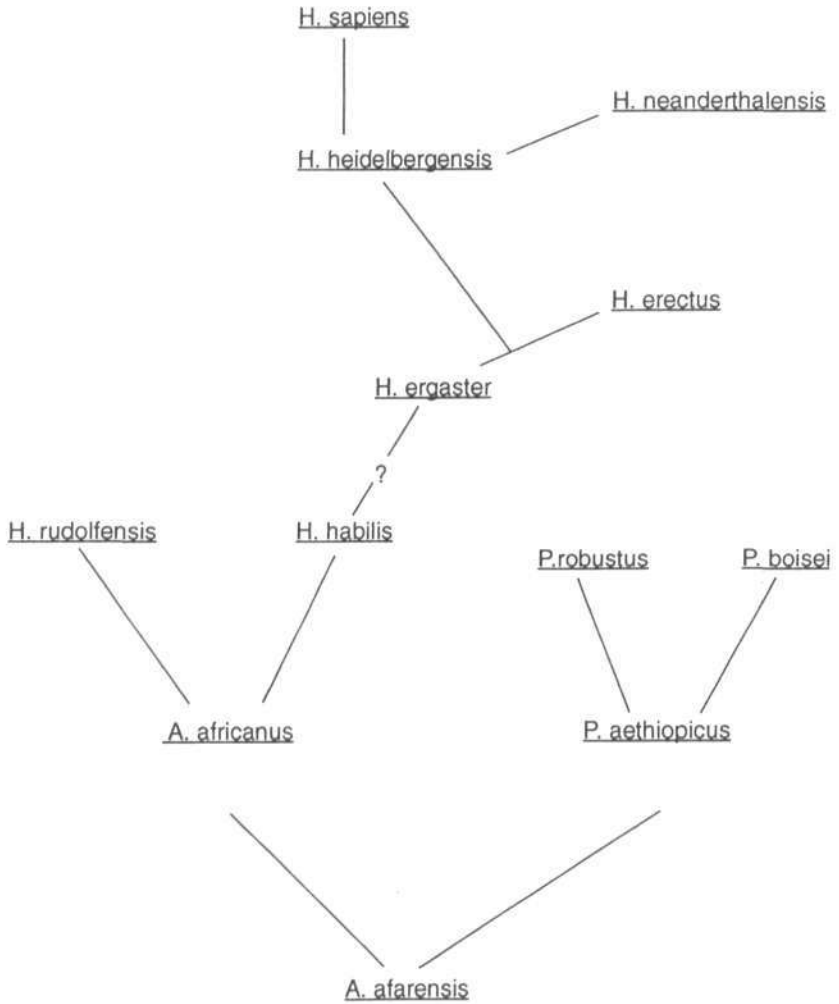 H. sapiens
H. neanderthalensis
H. heidelbergensis
H. erectus
H. ergaster
?
H. rudolfensis
H. habilis
P.robustus
P. boisei
A. africanus
P. aethiopicus
A. afarensis